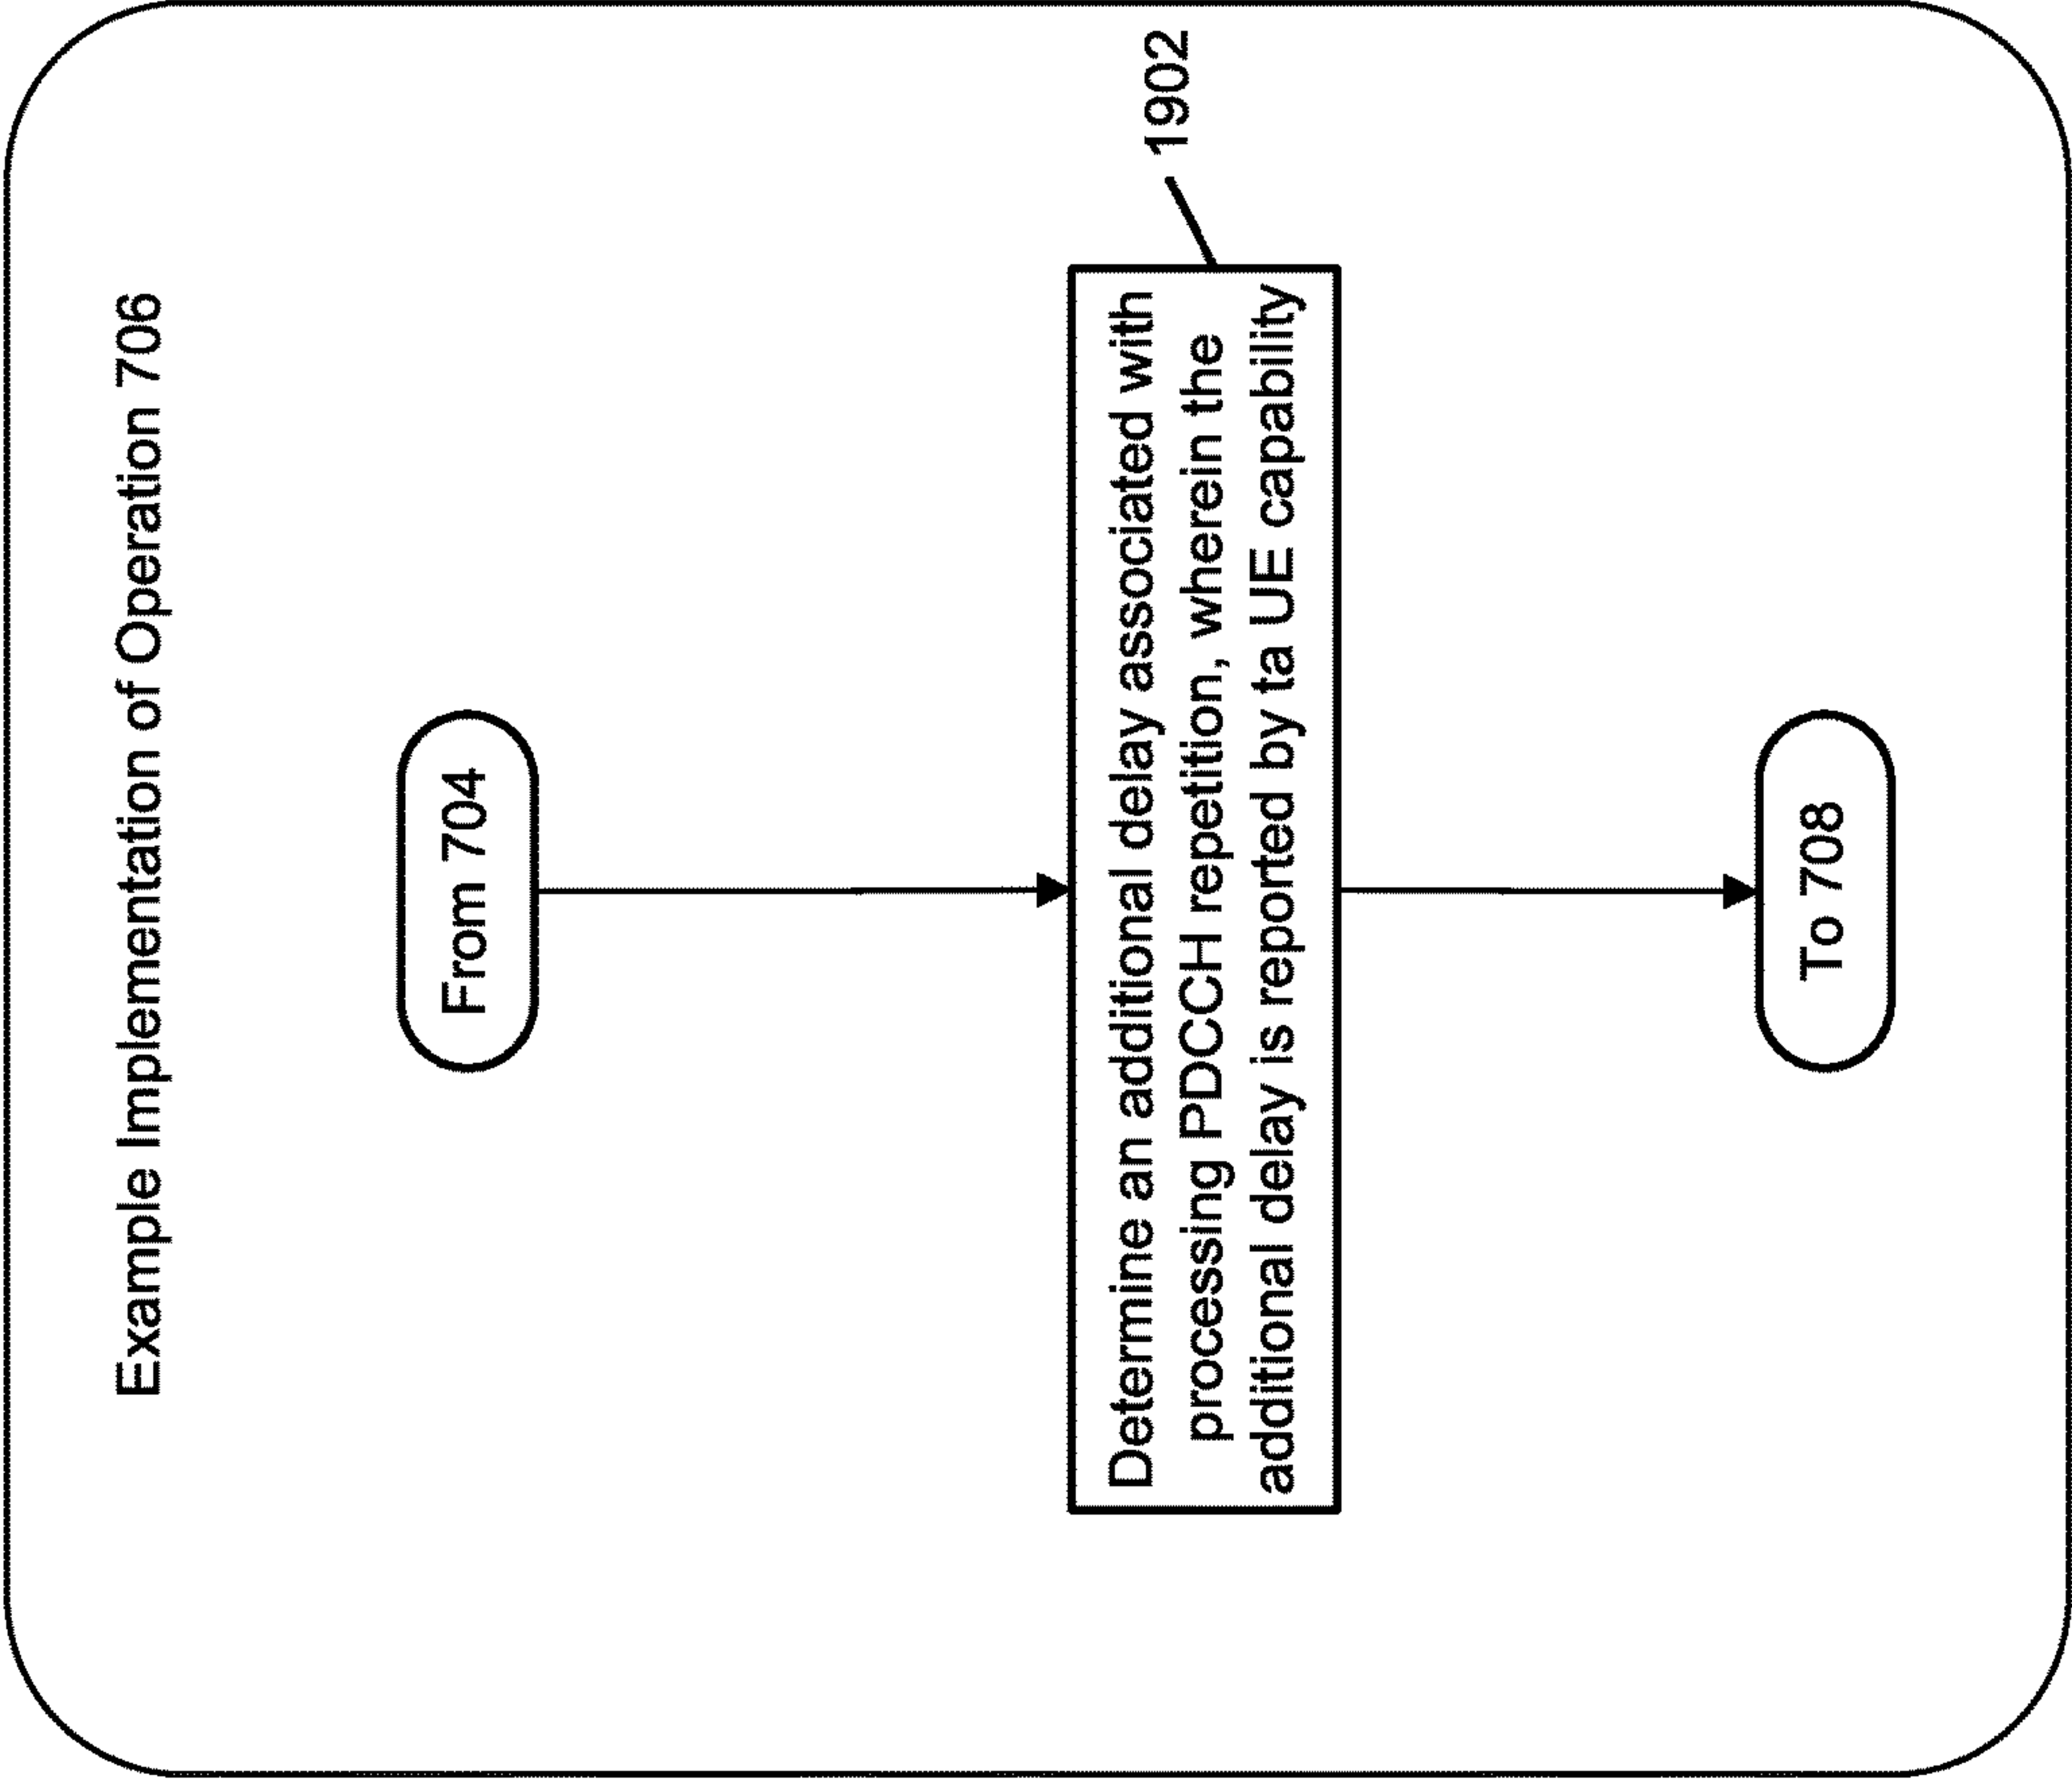 Example Implementation of Operation 706
From 704
Determine an additional delay associated with
processing PDCCH repetition, wherein the
additional delay is reported by ta UE capability
1902
To 708